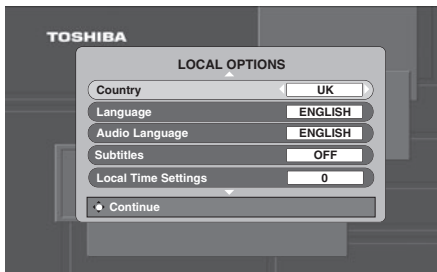 TOSHIBA
LOCAL OPTIONS
Country UK
Language ENGLISH
Audio Language ENGLISH
Subtitles OFF
Local Time Settings 0
Continue